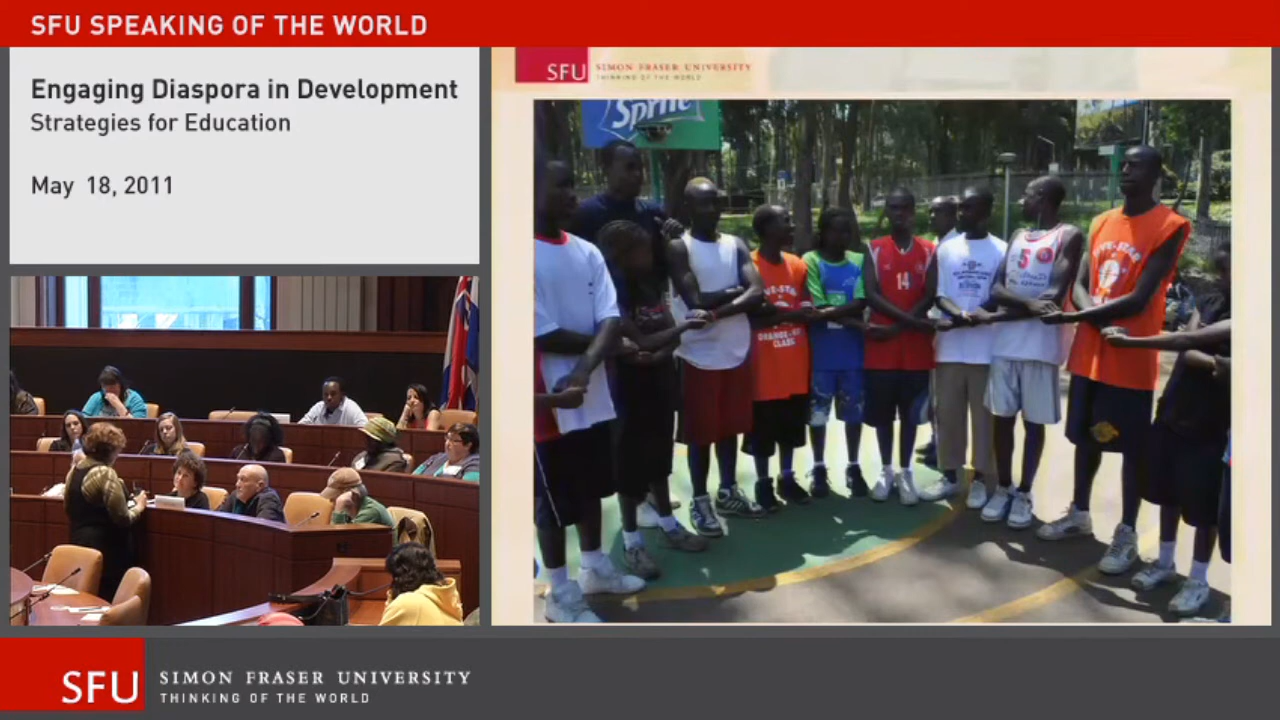 SFU SPEAKING OF THE WORLD
Engaging Diaspora in Development
Strategies for Education
May 18, 2011
SFU
SIMON FRASER UNIVERSITY
THINKING OF THE WORLD
Sprite
14
5
CLASH
SFU
SIMON FRASER UNIVERSITY
THINKING OF THE WORLD